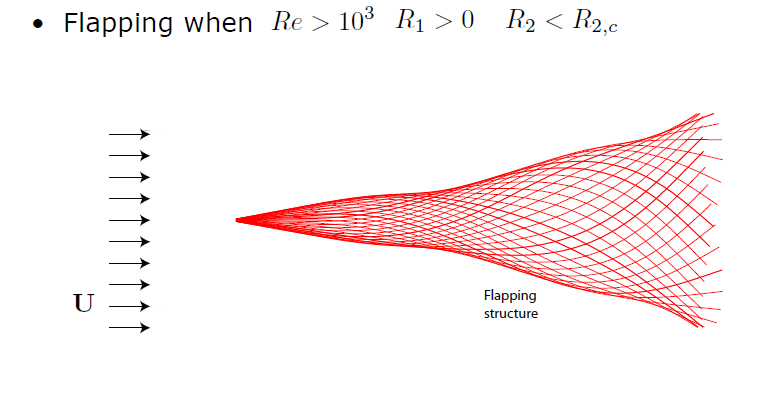 • Flapping when Re > 10³ R₁ > 0 R₂ < R₂,c
U
Flapping
structure